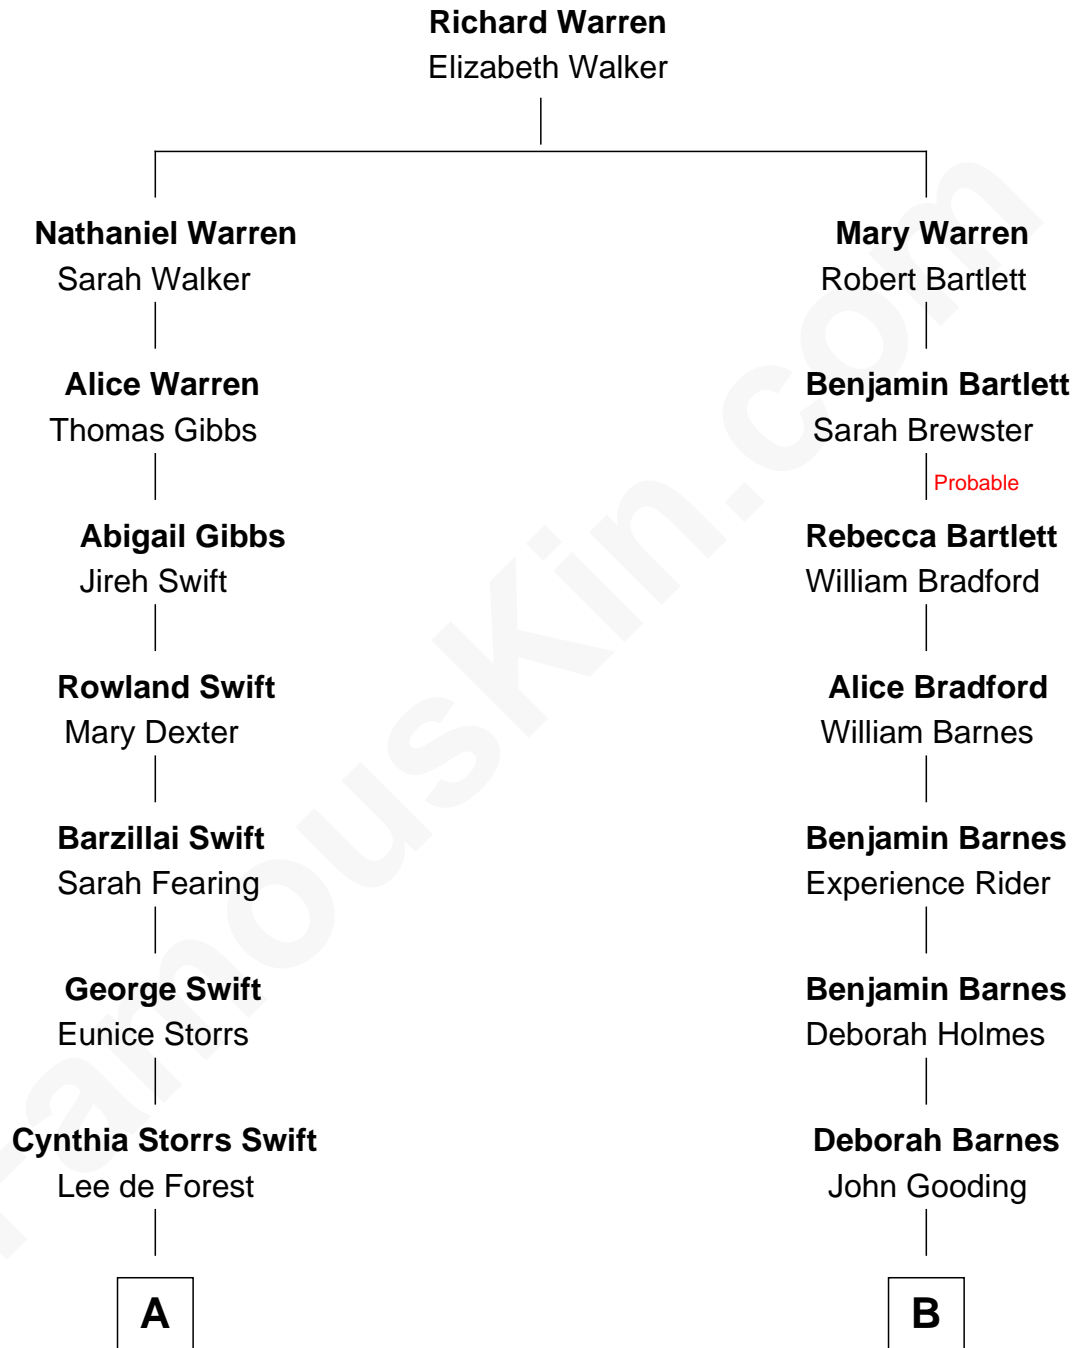 Richard Warren
Elizabeth Walker
Nathaniel Warren
Sarah Walker
Mary Warren
Robert Bartlett
Alice Warren
Thomas Gibbs
Benjamin Bartlett
Sarah Brewster
Probable
Abigail Gibbs
Jireh Swift
Rebecca Bartlett
William Bradford
Rowland Swift
Mary Dexter
Alice Bradford
William Barnes
Barzillai Swift
Sarah Fearing
Benjamin Barnes
Experience Rider
George Swift
Eunice Storrs
Benjamin Barnes
Deborah Holmes
Cynthia Storrs Swift
Lee de Forest
Deborah Barnes
John Gooding
A
B
FamousKin.com